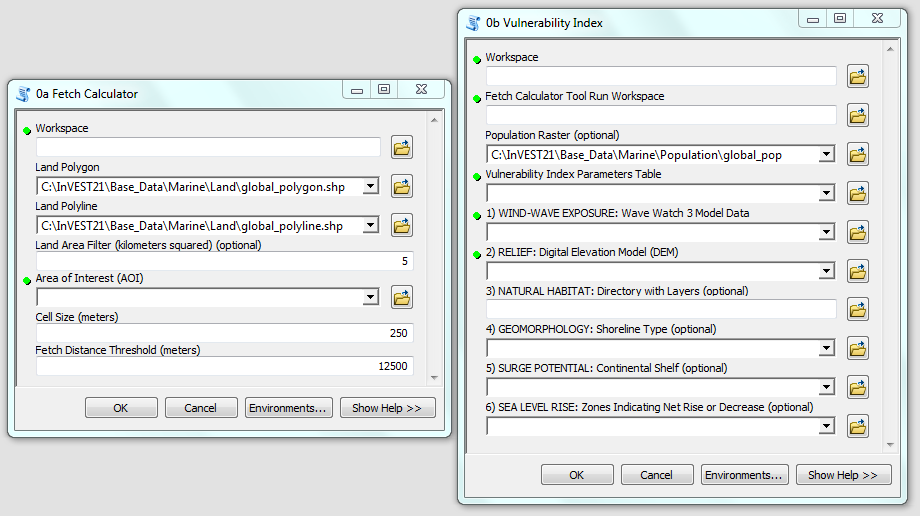 0a Fetch Calculator
Workspace
Land Polygon
C:\InVEST21\Base_Data\Marine\Land\global_polygon.shp
Land Polyline
C:\InVEST21\Base_Data\Marine\Land\global_polyline.shp
Land Area Filter (kilometers squared) (optional)
5
Area of Interest (AOI)
Cell Size (meters)
250
Fetch Distance Threshold (meters)
12500
OK Cancel Environments... Show Help >>
0b Vulnerability Index
Workspace
Fetch Calculator Tool Run Workspace
Population Raster (optional)
C:\InVEST21\Base_Data\Marine\Population\global_pop
Vulnerability Index Parameters Table
1) WIND-WAVE EXPOSURE: Wave Watch 3 Model Data
2) RELIEF: Digital Elevation Model (DEM)
3) NATURAL HABITAT: Directory with Layers (optional)
4) GEOMORPHOLOGY: Shoreline Type (optional)
5) SURGE POTENTIAL: Continental Shelf (optional)
6) SEA LEVEL RISE: Zones Indicating Net Rise or Decrease (optional)
OK Cancel Environments... Show Help >>